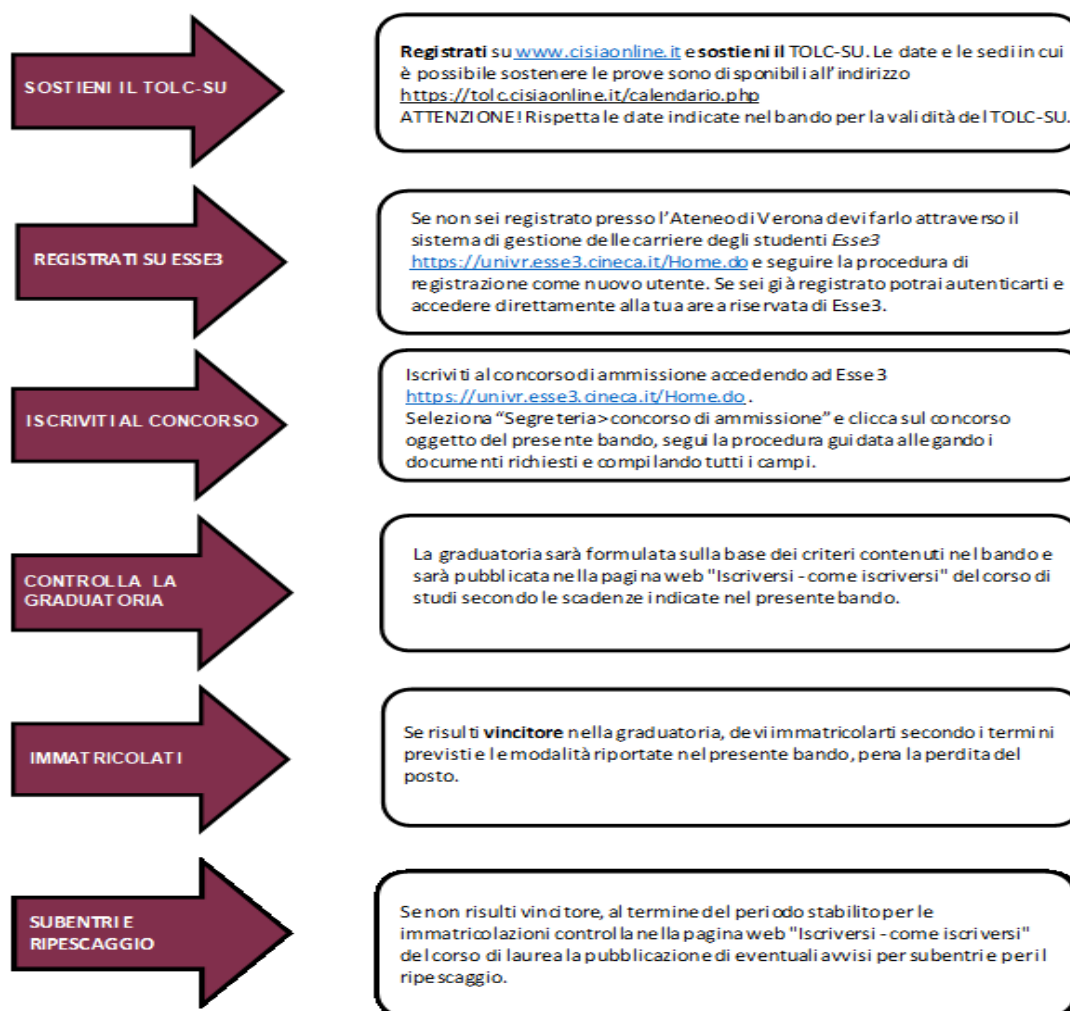 SOSTIENI IL TOLC-SU
Registrati su www.cisiaonline.it e sostieni il TOLC-SU. Le date e le sedi in cui
è possibile sostenere le prove sono disponibili all'indirizzo
https://tolc.cisiaonline.it/calendario.php
ATTENZIONE! Rispetta le date indicate nel bando per la validità del TOLC-SU.
REGISTRATI SU ESSE3
Se non sei registrato presso l'Ateneo di Verona devi farlo attraverso il
sistema di gestione delle carriere degli studenti Esse3
https://univr.esse3.cineca.it/Home.do e seguire la procedura di
registrazione come nuovo utente. Se sei già registrato potrai autenticarti e
accedere direttamente alla tua area riservata di Esse3.
ISCRIVITI AL CONCORSO
Iscriviti al concorso di ammissione accedendo ad Esse3
https://univr.esse3.cineca.it/Home.do.
Seleziona “Segreteria>concorso di ammissione” e clicca sul concorso
oggetto del presente bando, segui la procedura guidata allegando i
documenti richiesti e compilando tutti i campi.
CONTROLLA LA
GRADUATORIA
La graduatoria sarà formulata sulla base dei criteri contenuti nel bando e
sarà pubblicata nella pagina web "Iscriversi - come iscriversi" del corso di
studi secondo le scadenze indicate nel presente bando.
IMMATRICOLATI
Se risulti vincitore nella graduatoria, devi immatricolarti secondo i termini
previsti e le modalità riportate nel presente bando, pena la perdita del
posto.
SUBENTRI E
RIPESCAGGIO
Se non risulti vincitore, al termine del periodo stabilito per le
immatricolazioni controlla nella pagina web "Iscriversi - come iscriversi"
del corso di laurea la pubblicazione di eventuali avvisi per subentri e per il
ripescaggio.